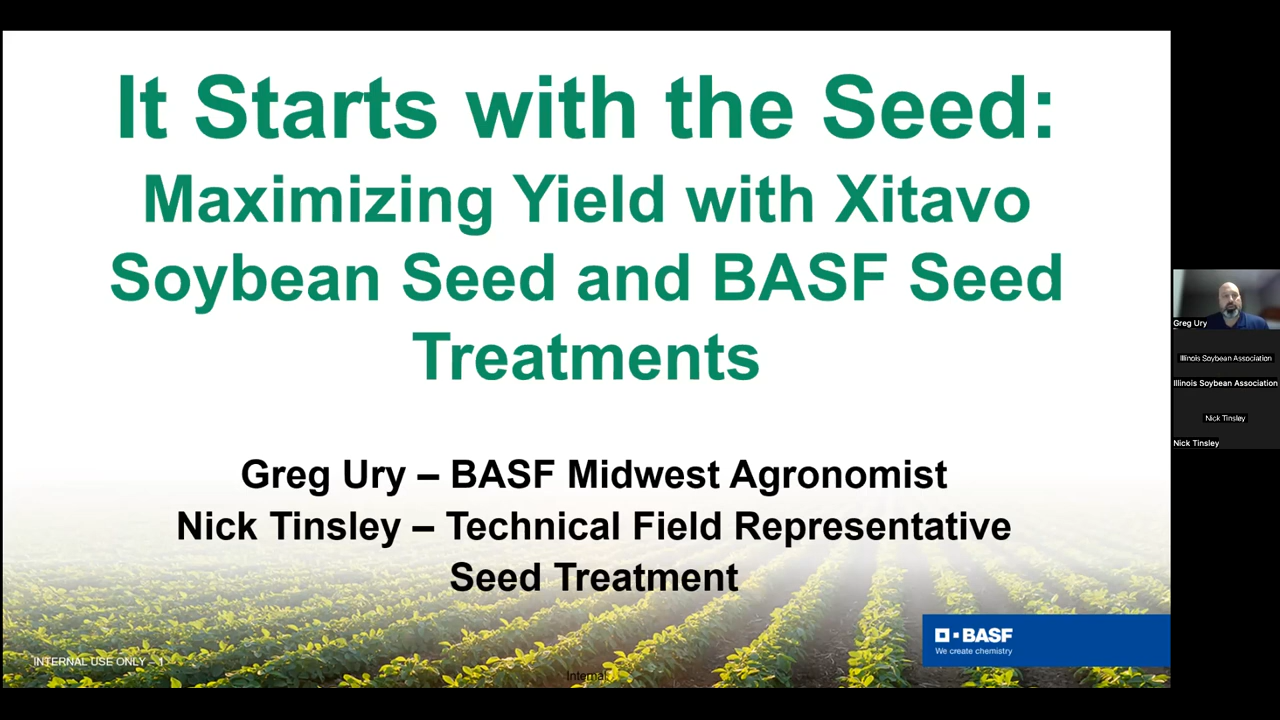 It Starts with the Seed:
Maximizing Yield with Xitavo
Soybean Seed and BASF Seed
Treatments
Greg Ury – BASF Midwest Agronomist
Nick Tinsley – Technical Field Representative
Seed Treatment
BASF
We create chemistry
INTERNAL USE ONLY - 1
Internal
Greg Ury
Illinois Soybean Association
Illinois Soybean Association
Nick Tinsley
Nick Tinsley